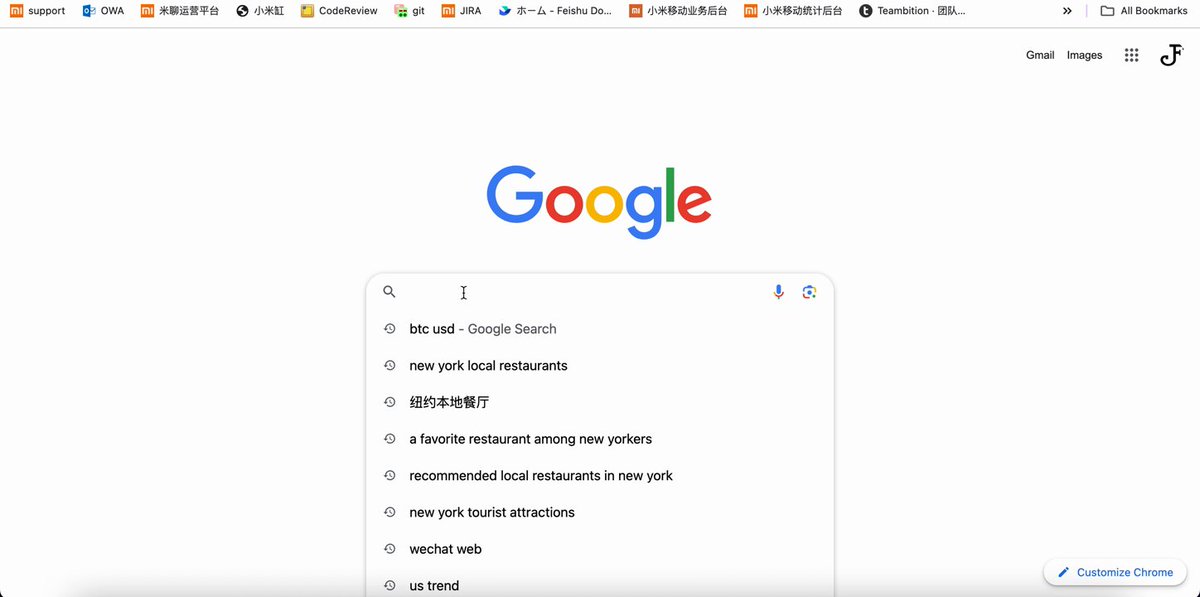 support OWA 米聊运营平台 小米缸 CodeReview git JIRA ホーム - Feishu Do... 小米移动业务后台 小米移动统计后台 Teambition · 团队... » All Bookmarks
Gmail Images
Google
btc usd - Google Search
new york local restaurants
纽约本地餐厅
a favorite restaurant among new yorkers
recommended local restaurants in new york
new york tourist attractions
wechat web
us trend
Customize Chrome